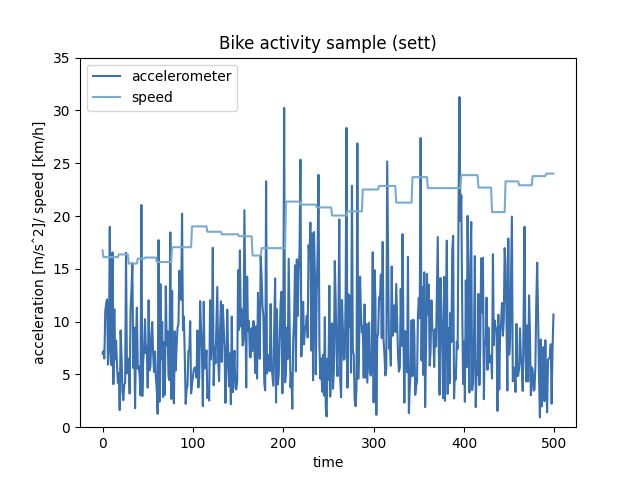 Bike activity sample (sett)
accelerometer
speed
acceleration [m/s^2]/ speed [km/h]
35
30
25
20
15
10
5
0
0 100 200 300 400 500
time